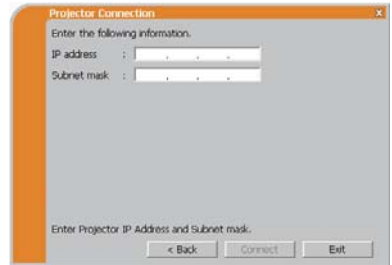 Projector Connection X
Enter the following information.
IP address : . . .
Subnet mask : . . .
Enter Projector IP Address and Subnet mask.
< Back Connect Exit